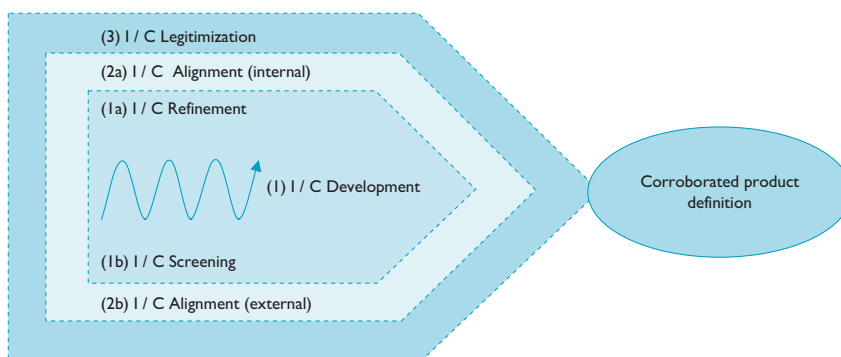 (3) I / C Legitimization
(2a) I / C Alignment (internal)
(1a) I / C Refinement
(1) I / C Development
(1b) I / C Screening
(2b) I / C Alignment (external)
Corroborated product
definition